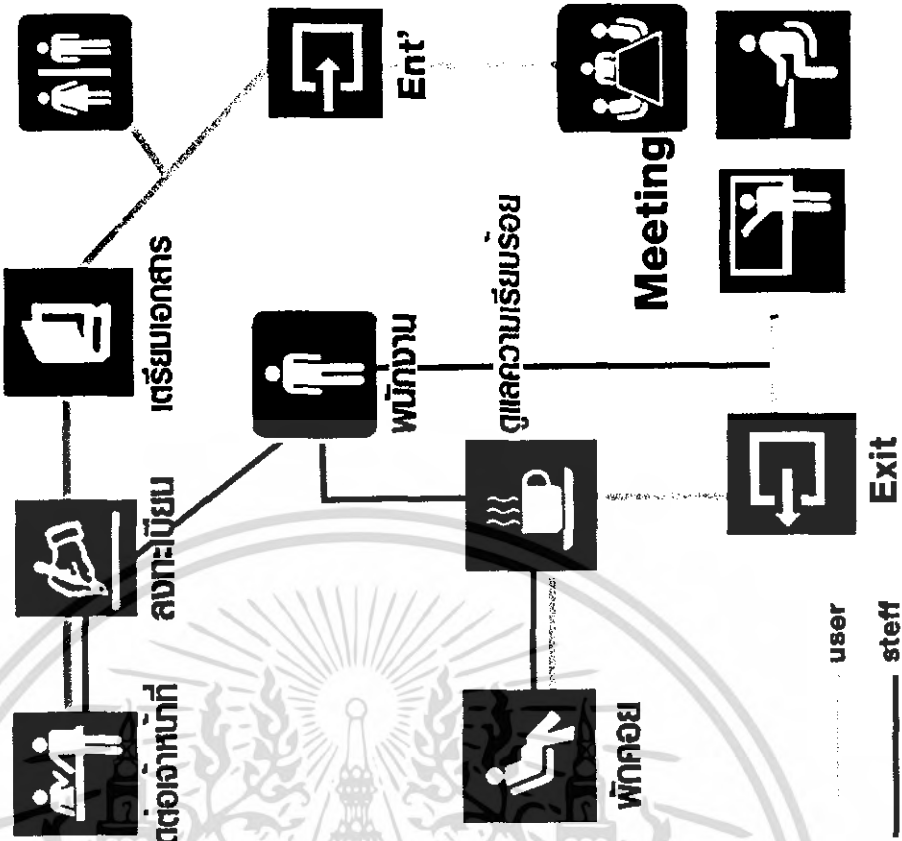 ตต่อเจ้าหน้าที่
ลงทะเบียน
เตรียมเอกสาร
Ent'
พนักงาน
พักคอย
ดูแลความเรียบร้อย
Meeting
Exit
user
steff